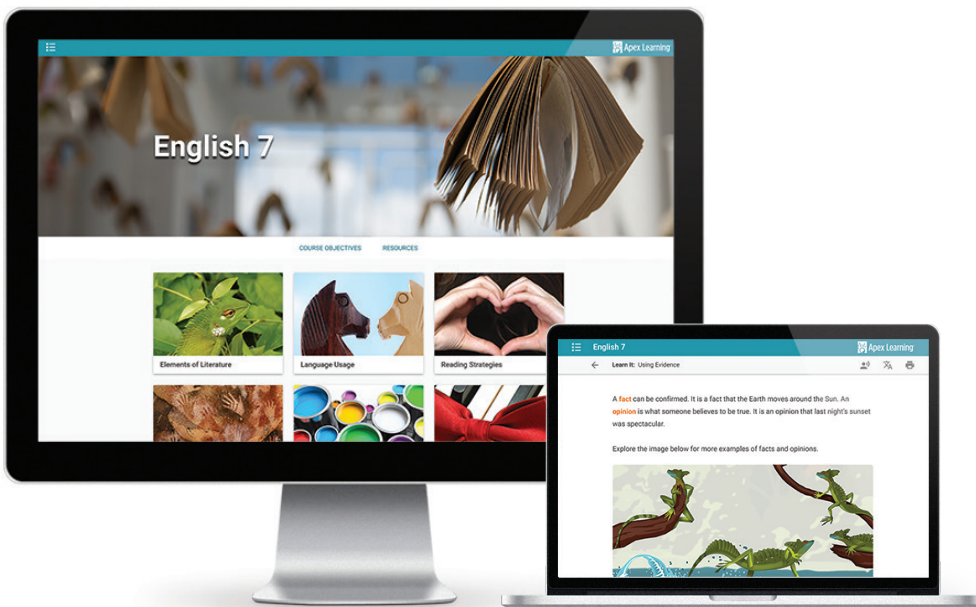 Apex Learning
English 7
COURSE OBJECTIVES RESOURCES
Elements of Literature
Language Usage
Reading Strategies
English 7
Apex Learning
Learn It: Using Evidence
A fact can be confirmed. It is a fact that the Earth moves around the Sun. An
opinion is what someone believes to be true. It is an opinion that last night's sunset
was spectacular.
Explore the image below for more examples of facts and opinions.